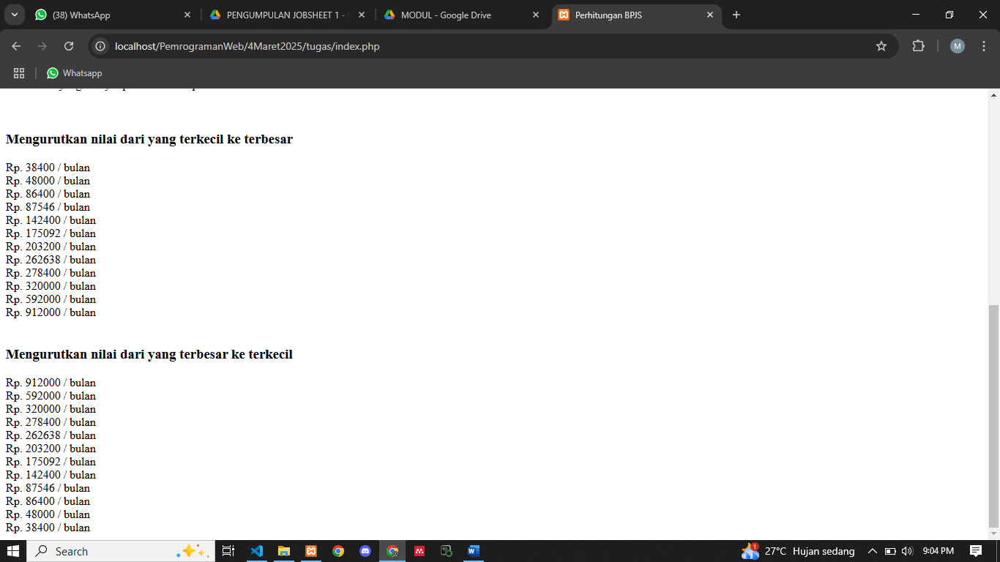 (38) WhatsApp
PENGUMPULAN JOBSHEET 1 -
MODUL - Google Drive
Perhitungan BPJS
localhost/PemrogramanWeb/4Maret2025/tugas/index.php
M
Whatsapp
Mengurutkan nilai dari yang terkecil ke terbesar
Rp. 38400 / bulan
Rp. 48000 / bulan
Rp. 86400 / bulan
Rp. 87546 / bulan
Rp. 142400 / bulan
Rp. 175092 / bulan
Rp. 203200 / bulan
Rp. 262638 / bulan
Rp. 278400 / bulan
Rp. 320000 / bulan
Rp. 592000 / bulan
Rp. 912000 / bulan
Mengurutkan nilai dari yang terbesar ke terkecil
Rp. 912000 / bulan
Rp. 592000 / bulan
Rp. 320000 / bulan
Rp. 278400 / bulan
Rp. 262638 / bulan
Rp. 203200 / bulan
Rp. 175092 / bulan
Rp. 142400 / bulan
Rp. 87546 / bulan
Rp. 86400 / bulan
Rp. 48000 / bulan
Rp. 38400 / bulan
Search
1
27°C Hujan sedang
9:04 PM